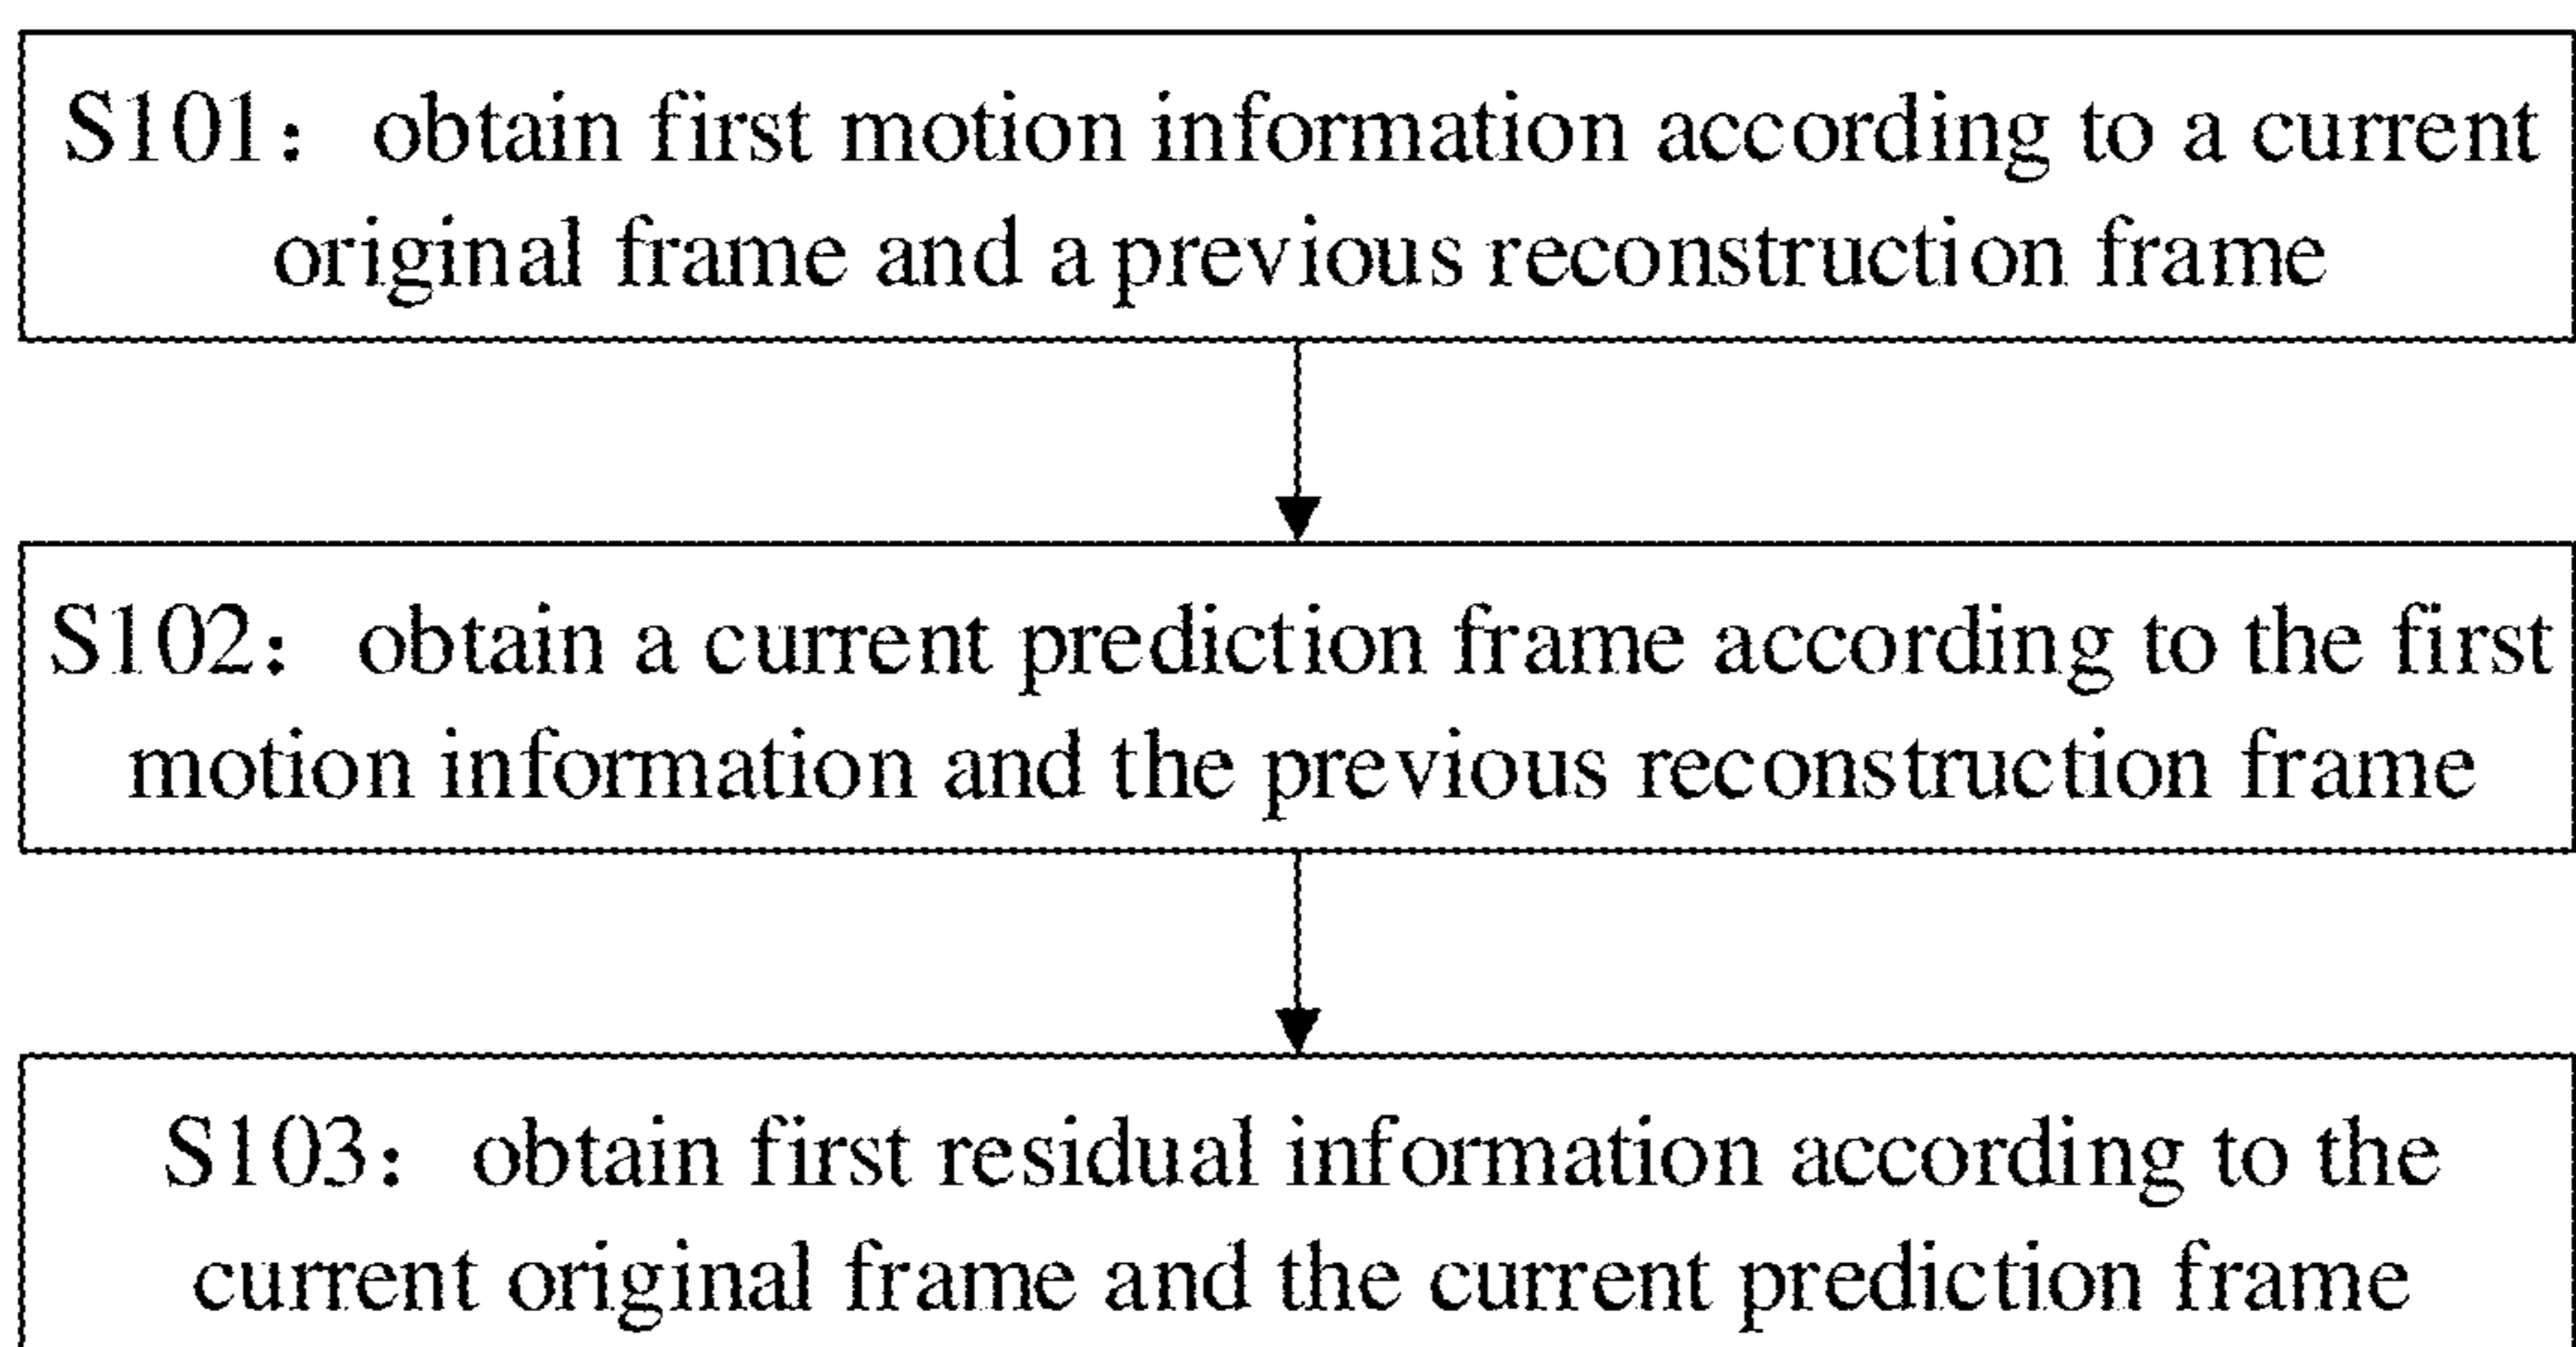 S101：obtain first motion information according to a current
original frame and a previous reconstruction frame
S102：obtain a current prediction frame according to the first
motion information and the previous reconstruction frame
S103：obtain first residual information according to the
current original frame and the current prediction frame